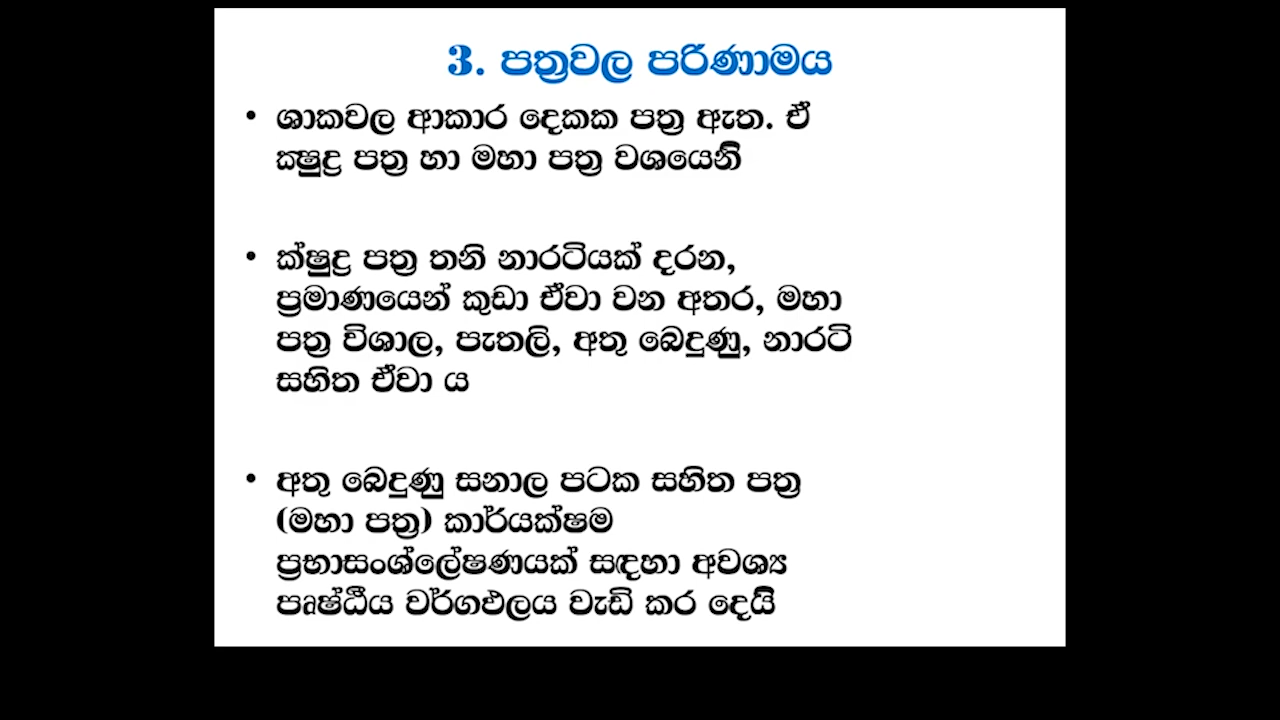 3. පත්‍රවල පරිණාමය
• ශාකවල ආකාර දෙකක පත්‍ර ඇත. ඒ
ක්‍ෂුද්‍ර පත්‍ර හා මහා පත්‍ර වශයෙනි
• ක්ෂුද්‍ර පත්‍ර තනි නාරටියක් දරන,
ප්‍රමාණයෙන් කුඩා ඒවා වන අතර, මහා
පත්‍ර විශාල, පැතලි, අතු බෙදුණු, නාරටි
සහිත ඒවා ය
• අතු බෙදුණු සනාල පටක සහිත පත්‍ර
(මහා පත්‍ර) කාර්යක්ෂම
ප්‍රභාසංශ්ලේෂණයක් සඳහා අවශ්‍ය
පෘෂ්ඨීය වර්ගඵලය වැඩි කර දෙයි